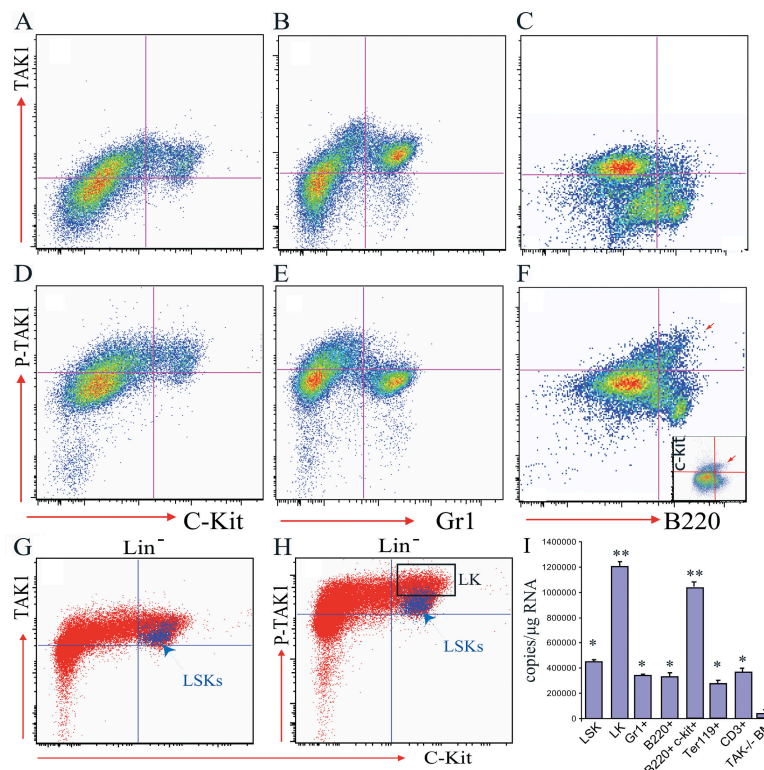 A
B
C
TAK1
D
E
F
P-TAK1
c-kit
C-Kit
Gr1
B220
G
Lin⁻
H
Lin⁻
I
TAK1
P-TAK1
LK
LSKs
LSKs
C-Kit
copies/μg RNA
1400000
1200000
1000000
800000
600000
400000
200000
0
*
**
*
*
**
*
*
LSK
LK
Gr1+
B220+
B220+ c-kit+
Ter119+
CD3+
TAK-/- BM